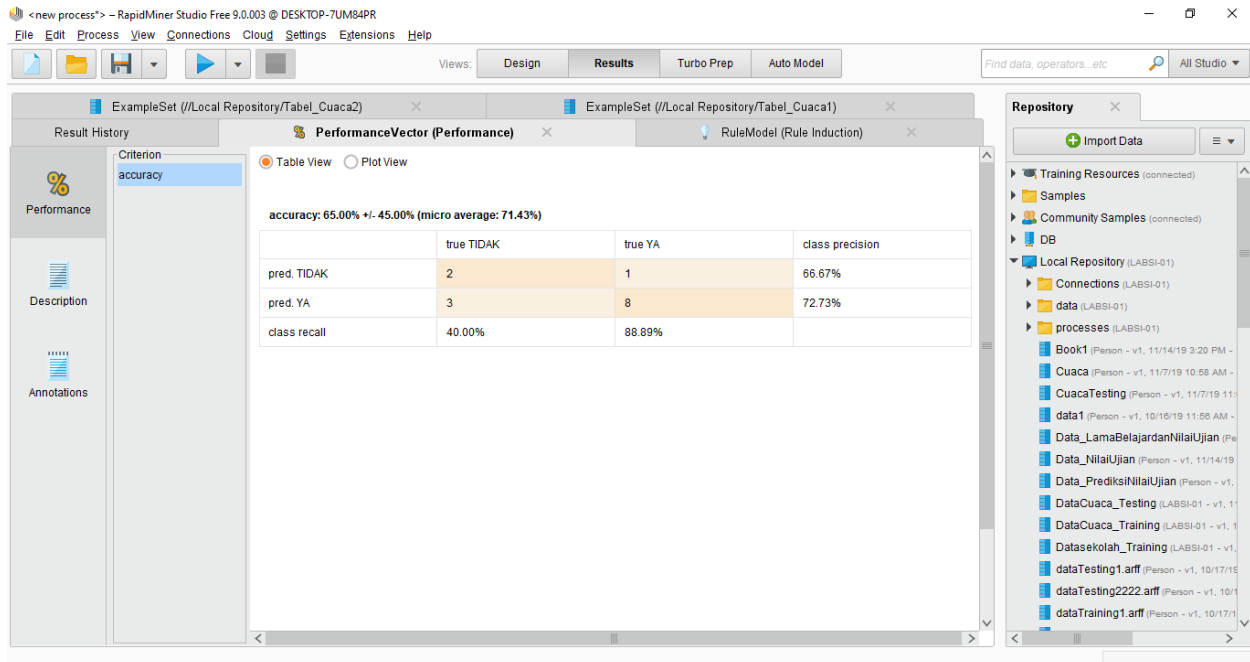 <new process*> – RapidMiner Studio Free 9.0.003 @ DESKTOP-7UM84PR
File Edit Process View Connections Cloud Settings Extensions Help
Views: Design Results Turbo Prep Auto Model Find data, operators...etc All Studio
ExampleSet (//Local Repository/Tabel_Cuaca2) ExampleSet (//Local Repository/Tabel_Cuaca1)
Result History PerformanceVector (Performance) RuleModel (Rule Induction)
Performance
Description
Annotations
Criterion
accuracy
Table View Plot View
accuracy: 65.00% +/- 45.00% (micro average: 71.43%)
true TIDAK true YA class precision
pred. TIDAK 2 1 66.67%
pred. YA 3 8 72.73%
class recall 40.00% 88.89%
Repository
Import Data
Training Resources (connected)
Samples
Community Samples (connected)
DB
Local Repository (LABSI-01)
Connections (LABSI-01)
data (LABSI-01)
processes (LABSI-01)
Book1 (Person - v1, 11/14/19 3:20 PM -
Cuaca (Person - v1, 11/7/19 10:58 AM -
CuacaTesting (Person - v1, 11/7/19 11:
data1 (Person - v1, 10/16/19 11:56 AM -
Data_LamaBelajardanNilaiUjian (Pe
Data_NilaiUjian (Person - v1, 11/14/19
Data_PrediksiNilaiUjian (Person - v1,
DataCuaca_Testing (LABSI-01 - v1, 11
DataCuaca_Training (LABSI-01 - v1, 1
Datasekolah_Training (LABSI-01 - v1,
dataTesting1.arff (Person - v1, 10/17/19
dataTesting2222.arff (Person - v1, 10/1
dataTraining1.arff (Person - v1, 10/17/1